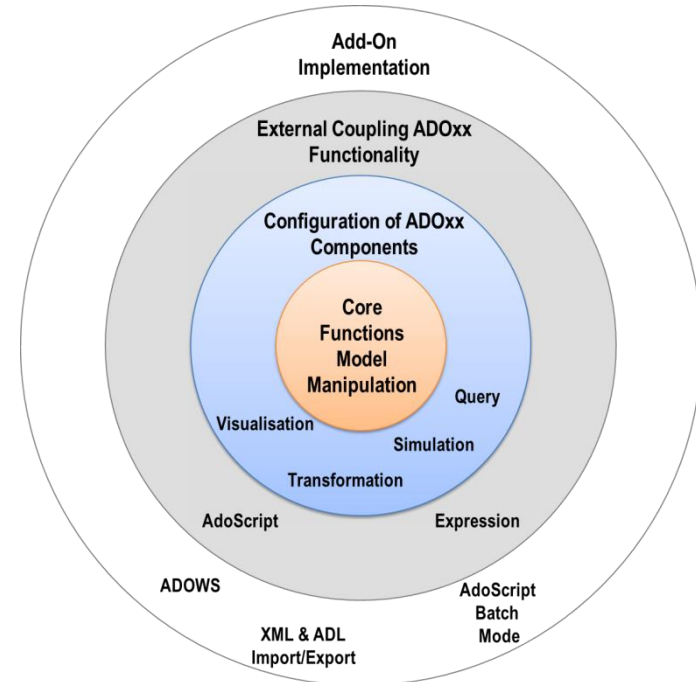 Add-On
Implementation
External Coupling ADOxx
Functionality
Configuration of ADOxx
Components
Core
Functions
Model
Manipulation
Query
Visualisation
Simulation
Transformation
AdoScript
Expression
ADOWS
AdoScript
Batch
Mode
XML & ADL
Import/Export